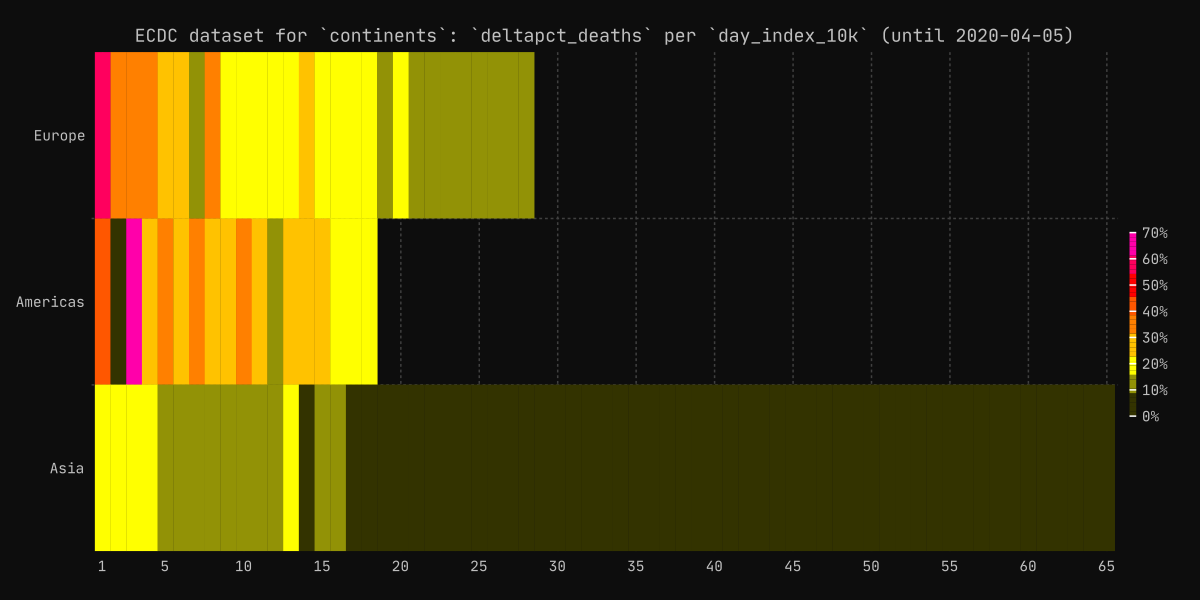 ECDC dataset for `continents`: `deltapct_deaths` per `day_index_10k` (until 2020-04-05)
Europe
Americas
Asia
70%
60%
50%
40%
30%
20%
10%
0%
1 5 10 15 20 25 30 35 40 45 50 55 60 65